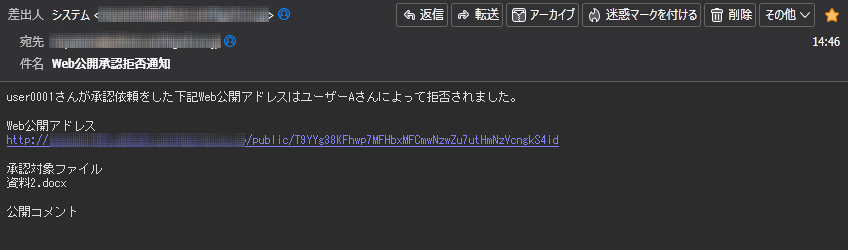 差出人 システム < >
返信 転送 アーカイブ 迷惑マークを付ける 削除 その他
宛先
14:46
件名 Web公開承認拒否通知
user0001さんが承認依頼をした下記Web公開アドレスはユーザーAさんによって拒否されました。
Web公開アドレス
http:// /public/T9YYg38KFhwp7MFHbxMFCmwNzwZu7utHmNzVcngkS4id
承認対象ファイル
資料2.docx
公開コメント